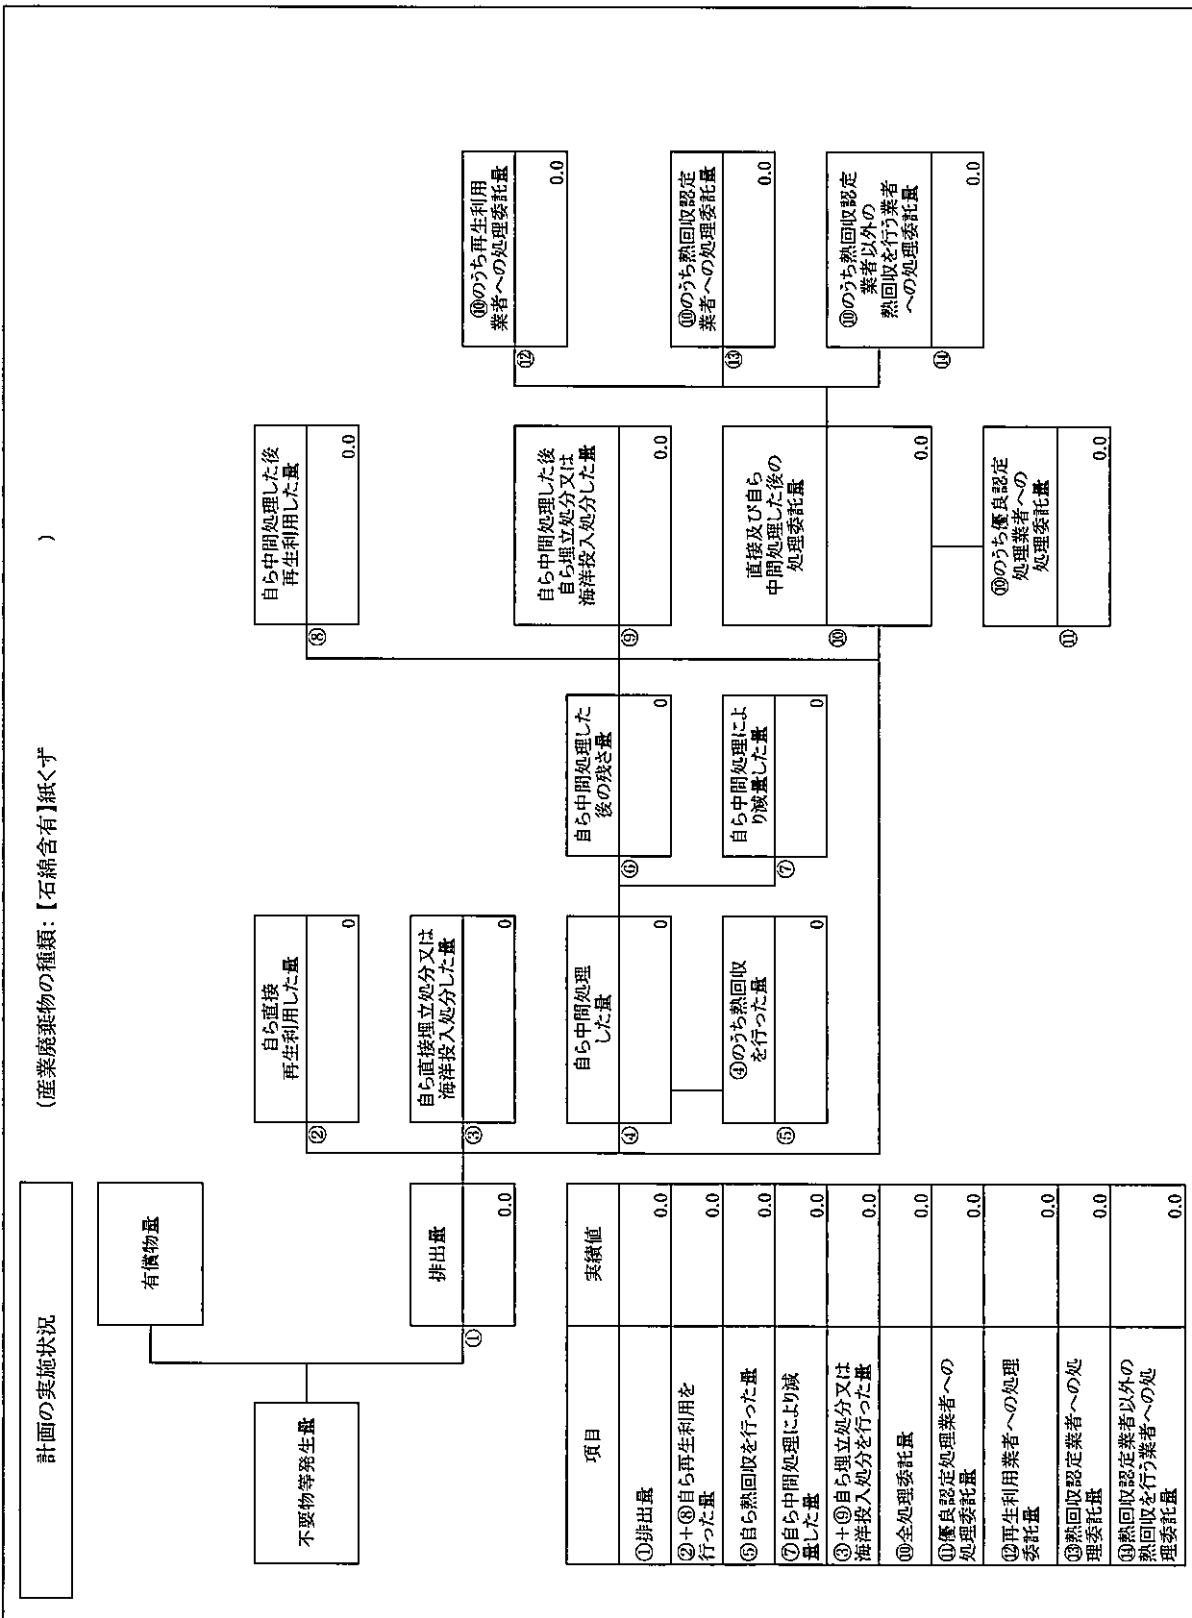 計画の実施状況
(産業廃棄物の種類:【石綿含有】紙くず
)
不要物等発生量
有償物量
①
排出量
0.0
②
自ら直接
再生利用した量
0
③
自ら直接埋立処分又は
海洋投入処分した量
0
④
自ら中間処理
した量
0
⑤
④のうち熱回収
を行った量
0
⑥
自ら中間処理した
後の残さ量
0
⑦
自ら中間処理によ
り減量した量
0
⑧
自ら中間処理した後
再生利用した量
0.0
⑨
自ら中間処理した後
自ら埋立処分又は
海洋投入処分した量
0.0
⑩
直接及び自ら
中間処理した後の
処理委託量
0.0
⑪
⑩のうち優良認定
処理業者への
処理委託量
0.0
⑫
⑩のうち再生利用
業者への処理委託量
0.0
⑬
⑩のうち熱回収認定
業者への処理委託量
0.0
⑭
⑩のうち熱回収認定
業者以外の
熱回収を行う業者
への処理委託量
0.0
項目 実績値
①排出量 0.0
②+⑧自ら再生利用を
行った量 0.0
⑤自ら熱回収を行った量 0.0
⑦自ら中間処理により減
量した量 0.0
③+⑨自ら埋立処分又は
海洋投入処分を行った量 0.0
⑩全処理委託量 0.0
⑪優良認定処理業者への
処理委託量 0.0
⑫再生利用業者への処理
委託量 0.0
⑬熱回収認定業者への処
理委託量 0.0
⑭熱回収認定業者以外の
熱回収を行う業者への処
理委託量 0.0